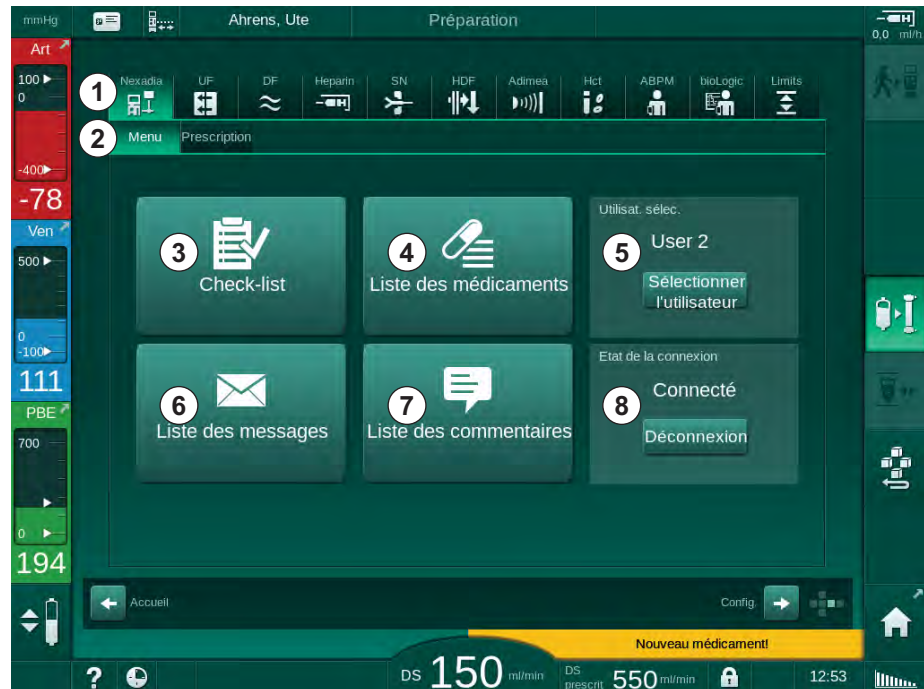 mmHg
Ahrens, Ute
Préparation
0,0 ml/h
Art
100
0
-400
-78
Ven
500
0
-100
111
PBE
700
0
194
1
Nexadia UF DF Heparin SN HDF Adimea Hct ABPM bioLogic Limits
2
Menu Prescription
3
Check-list
4
Liste des médicaments
Utilisat. sélec.
5
User 2
Sélectionner
l'utilisateur
6
Liste des messages
7
Liste des commentaires
Etat de la connexion
8
Connecté
Déconnexion
Accueil
Config.
Nouveau médicament!
?
DS 150 ml/min
DS
prescrit 550 ml/min
12:53